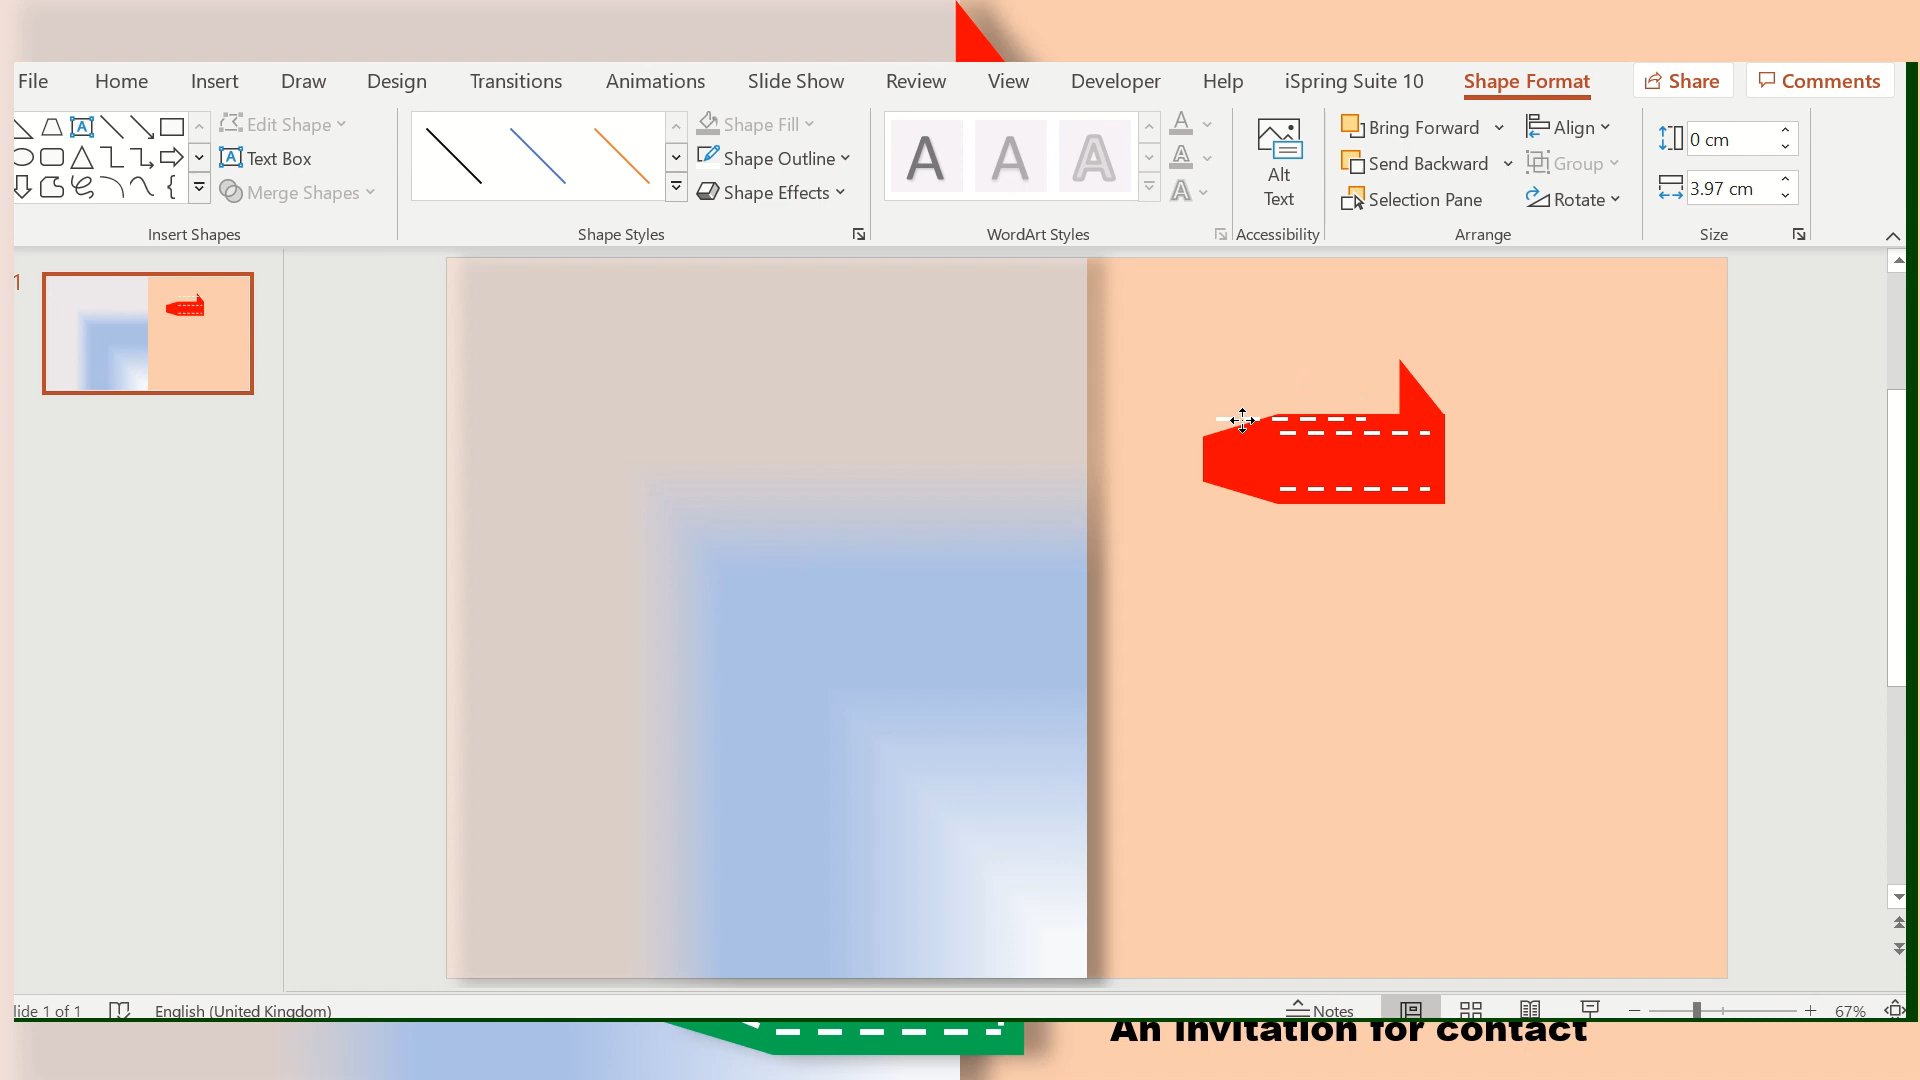 File Home Insert Draw Design Transitions Animations Slide Show Review View Developer Help iSpring Suite 10 Shape Format Share Comments
Edit Shape
Text Box
Merge Shapes
Insert Shapes
Shape Fill
Shape Outline
Shape Effects
Shape Styles
A A A
WordArt Styles
Alt
Text
Accessibility
Bring Forward
Send Backward
Selection Pane
Align
Group
Rotate
Arrange
0 cm
3.97 cm
Size
1
lide 1 of 1 English (United Kingdom) Notes 67%
An invitation for contact